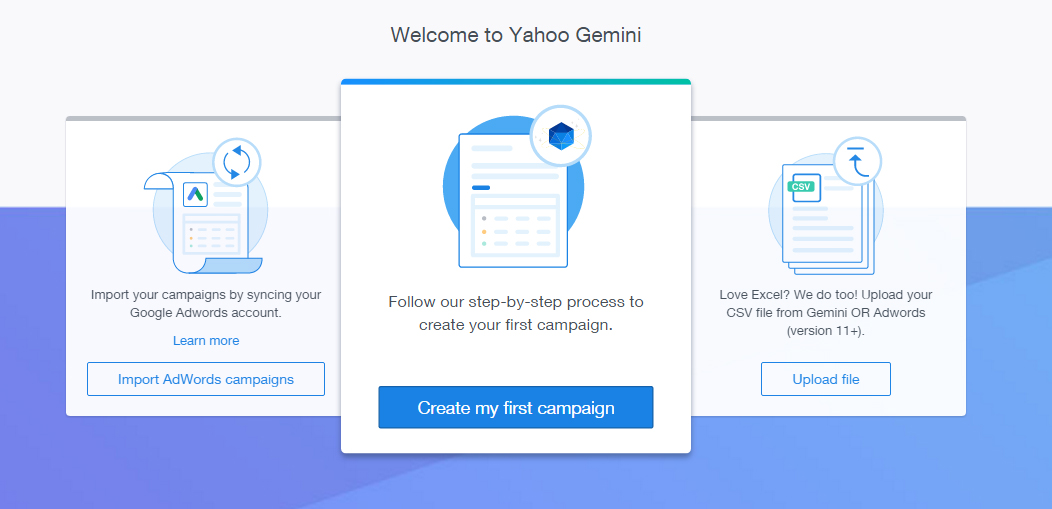 Welcome to Yahoo Gemini
Import your campaigns by syncing your
Google Adwords account.
Learn more
Import AdWords campaigns
Follow our step-by-step process to
create your first campaign.
Create my first campaign
CSV
Love Excel? We do too! Upload your
CSV file from Gemini OR Adwords
(version 11+).
Upload file